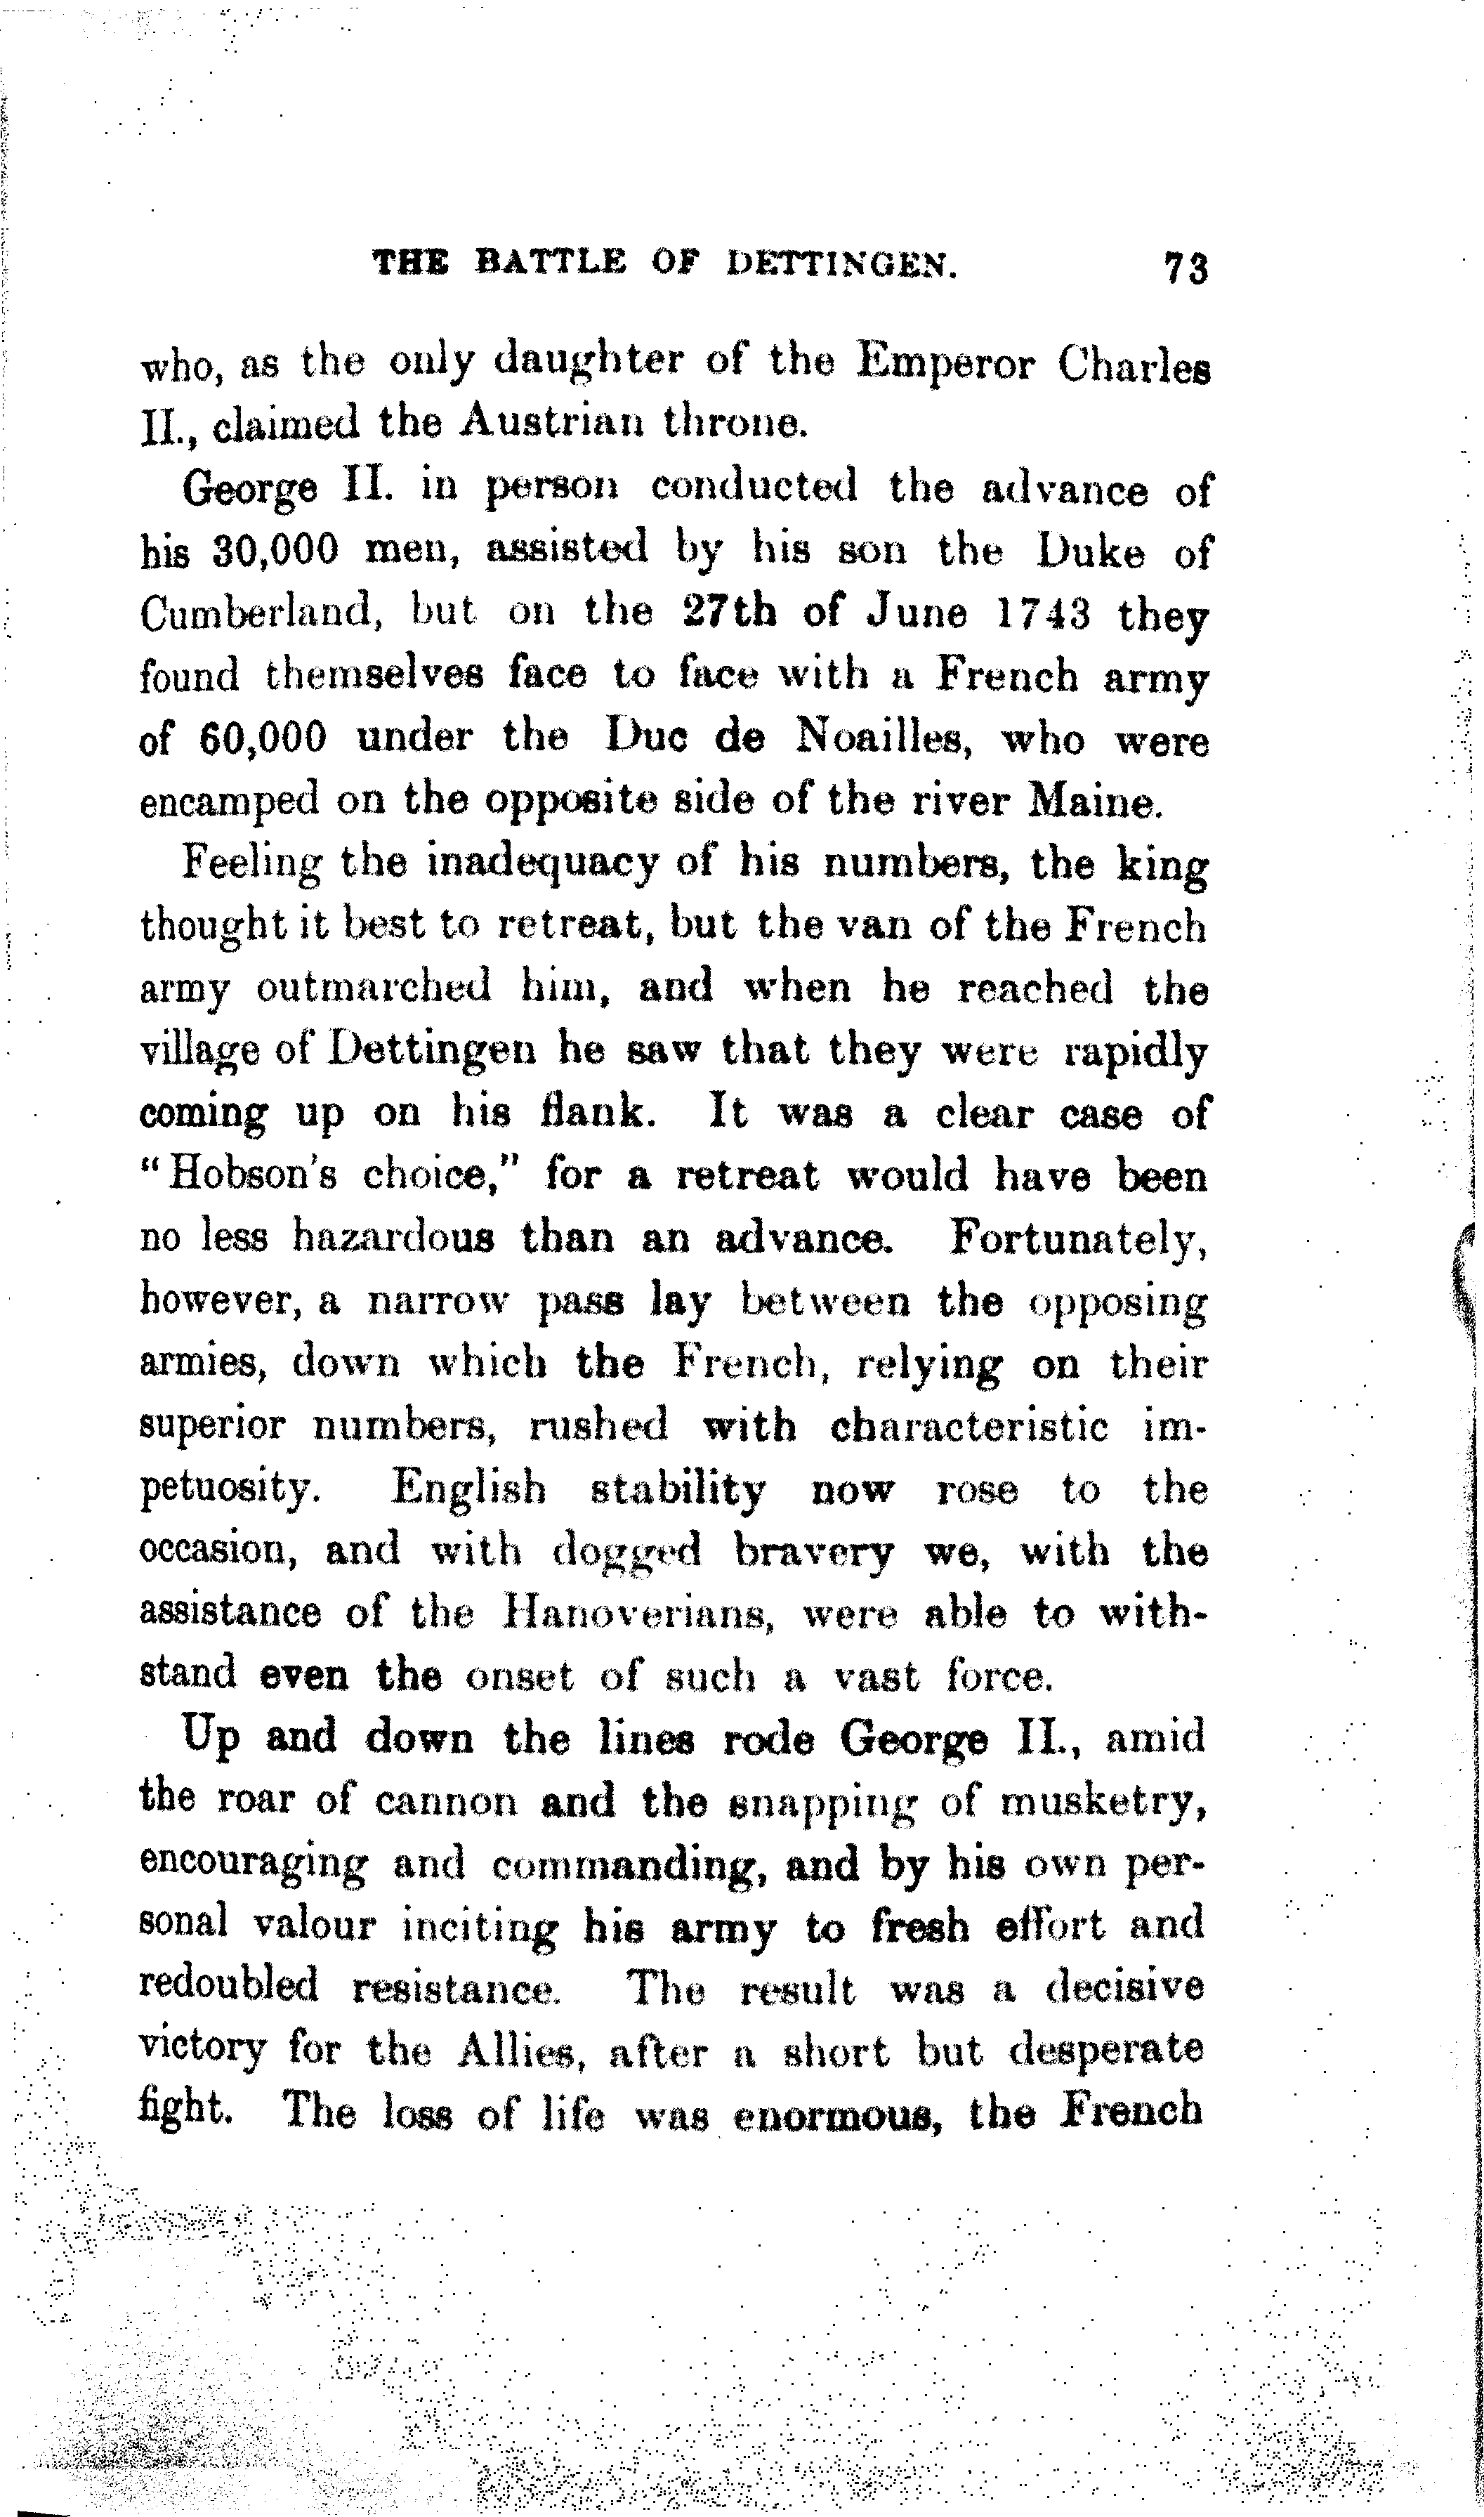 THE BATTLE OF DETTINGEN. 73
who, as the only daughter of the Emperor Charles
II., claimed the Austrian throne.
George II. in person conducted the advance of
his 30,000 men, assisted by his son the Duke of
Cumberland, but on the 27th of June 1743 they
found themselves face to face with a French army
of 60,000 under the Duc de Noailles, who were
encamped on the opposite side of the river Maine.
Feeling the inadequacy of his numbers, the king
thought it best to retreat, but the van of the French
army outmarched him, and when he reached the
village of Dettingen he saw that they were rapidly
coming up on his flank. It was a clear case of
"Hobson's choice," for a retreat would have been
no less hazardous than an advance. Fortunately,
however, a narrow pass lay between the opposing
armies, down which the French, relying on their
superior numbers, rushed with characteristic im-
petuosity. English stability now rose to the
occasion, and with dogged bravery we, with the
assistance of the Hanoverians, were able to with-
stand even the onset of such a vast force.
Up and down the lines rode George II., amid
the roar of cannon and the snapping of musketry,
encouraging and commanding, and by his own per-
sonal valour inciting his army to fresh effort and
redoubled resistance. The result was a decisive
victory for the Allies, after a short but desperate
fight. The loss of life was enormous, the French